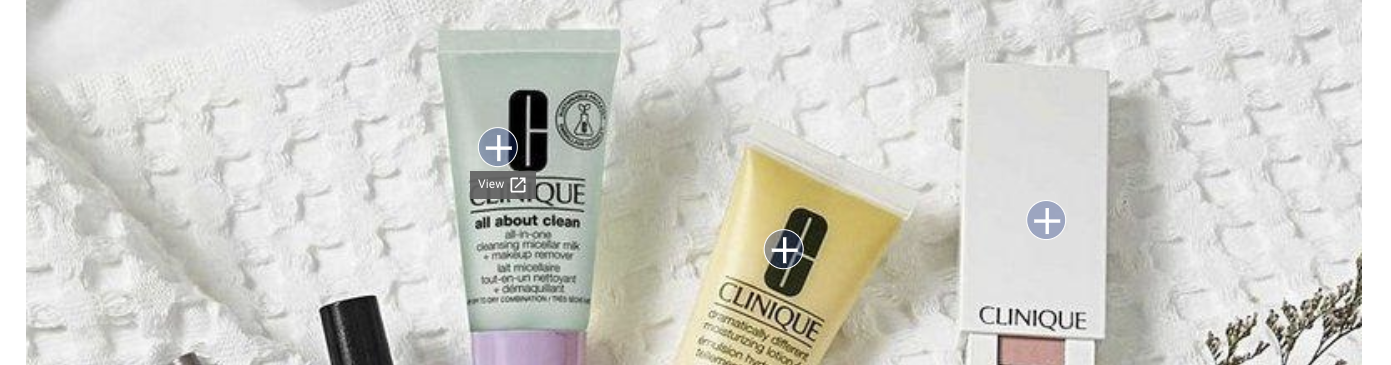 View
CLINIQUE
all about clean
all-in-one
cleansing micellar milk
+ makeup remover
lait micellaire
tout-en-un nettoyant
+ démaquillant
CLINIQUE
dramatically different
moisturizing lotion+
émulsion
CLINIQUE